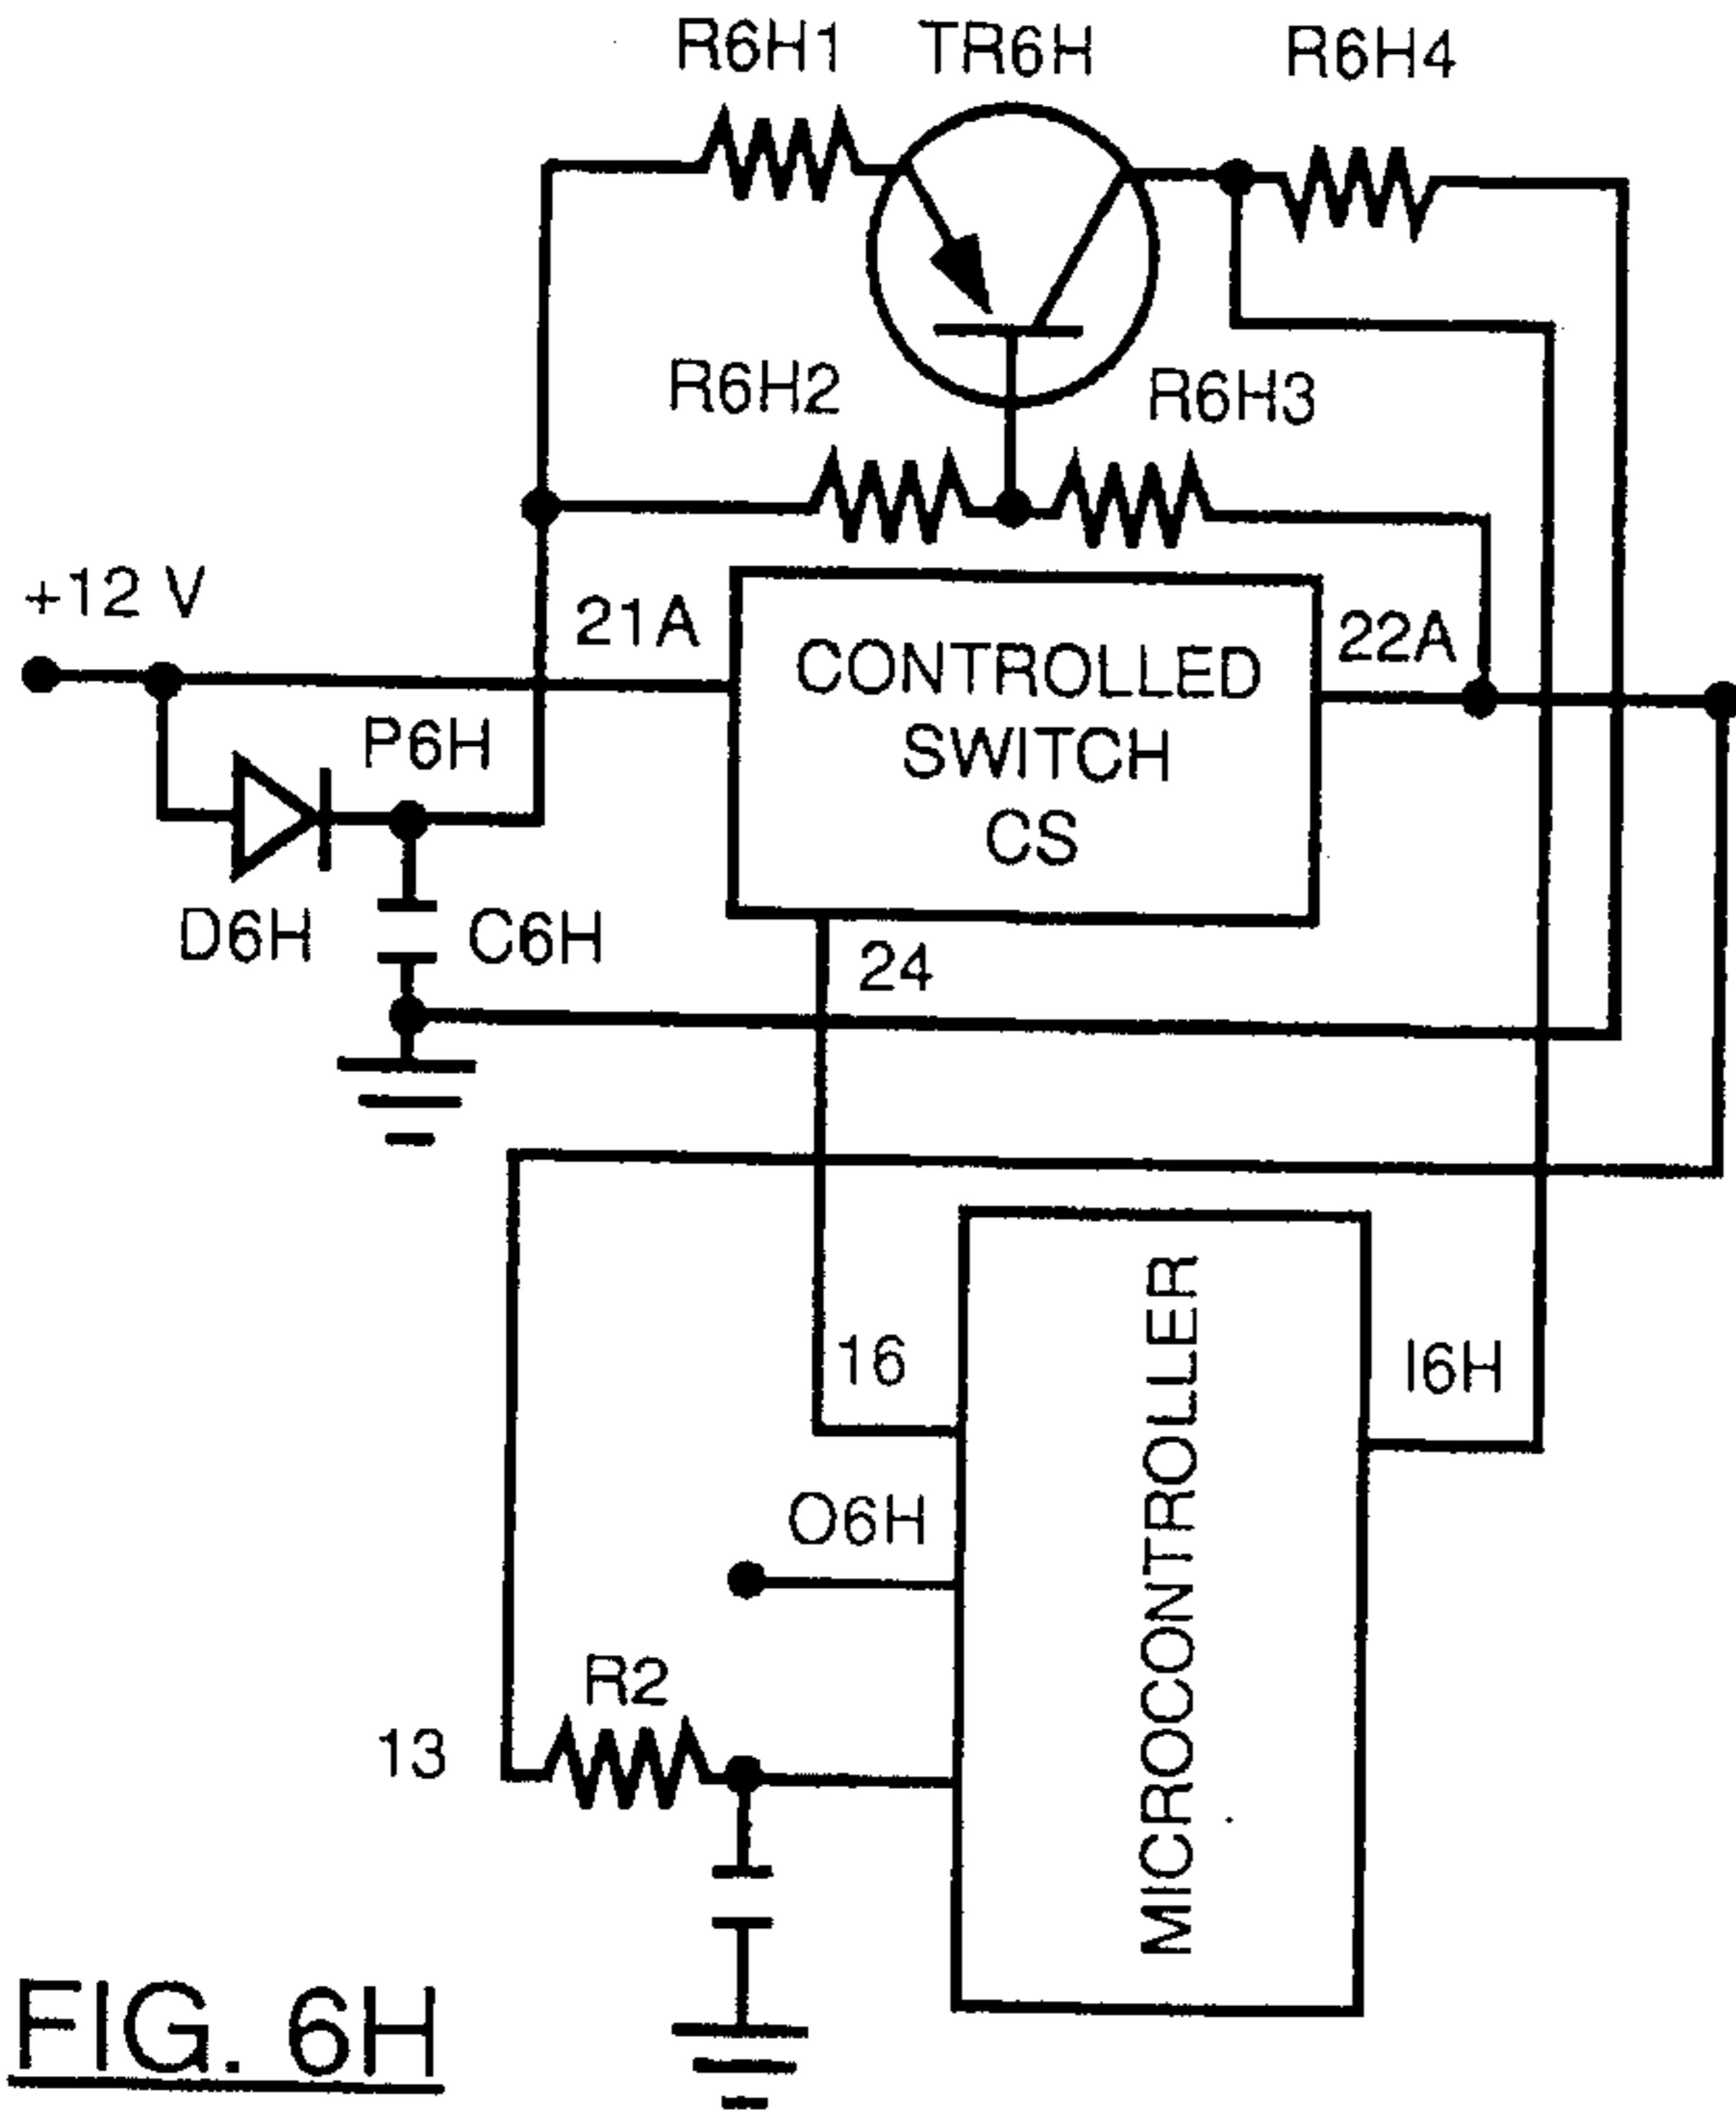 R6H1 TR6H R6H4
R6H2 R6H3
+12 V
21A
22A
CONTROLLED
SWITCH
CS
P6H
D6H
C6H
24
16
I6H
O6H
MICROCONTROLLER
R2
13
FIG. 6H